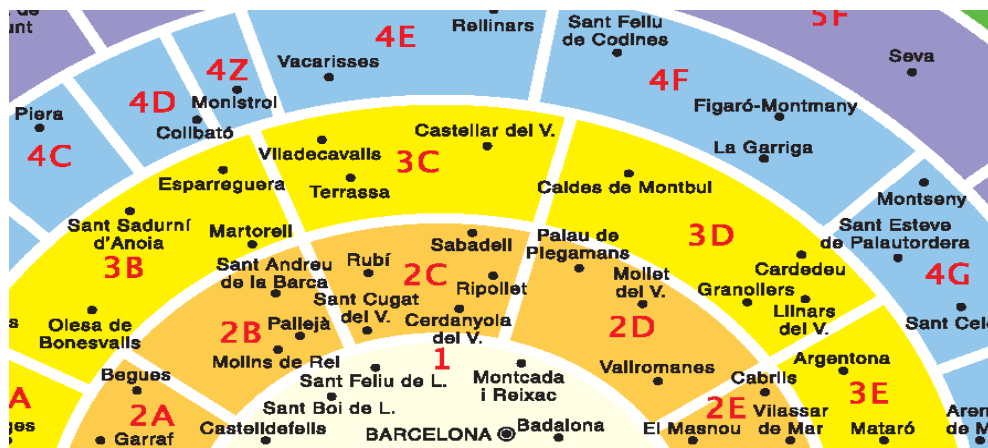 unt
4E
Rellinars
Sant Feliu
de Codines
5F
Seva
Vacarisses
4Z
4D
Monistrol
4F
Piera
Collbató
Figaró-Montmany
4C
Castellar del V.
La Garriga
Viladecavalls
3C
Esparreguera
Terrassa
Caldes de Montbui
Montseny
Sant Sadurní
d'Anoia
Martorell
3B
Sabadell
Palau de
Plegamans
3D
Sant Esteve
de Palautordera
Sant Andreu
de la Barca
Rubí
2C
Ripollet
Mollet
del V.
Cardedeu
4G
Granollers
Sant Cugat
del V.
Cerdanyola
del V.
Llinars
del V.
s
Olesa de
Bonesvalls
2B
Pallejà
2D
Sant Cel
Molins de Rei
1
Argentona
Begues
Sant Feliu de L.
Montcada
i Reixac
Vallromanes
Cabrils
3E
A
ges
2A
Sant Boi de L.
2E
Vilassar
de Mar
Aren
de M
Garraf
Castelldefells
BARCELONA
Badalona
El Masnou
Mataró